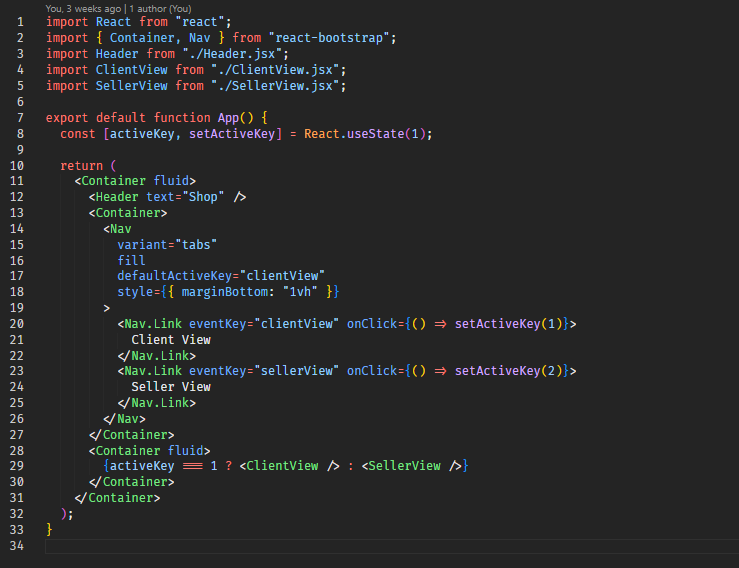 You, 3 weeks ago | 1 author (You)
1 import React from "react";
2 import { Container, Nav } from "react-bootstrap";
3 import Header from "./Header.jsx";
4 import ClientView from "./ClientView.jsx";
5 import SellerView from "./SellerView.jsx";
6
7 export default function App() {
8   const [activeKey, setActiveKey] = React.useState(1);
9
10   return (
11     <Container fluid>
12       <Header text="Shop" />
13       <Container>
14         <Nav
15           variant="tabs"
16           fill
17           defaultActiveKey="clientView"
18           style={{ marginBottom: "1vh" }}
19         >
20           <Nav.Link eventKey="clientView" onClick={() => setActiveKey(1)}>
21             Client View
22           </Nav.Link>
23           <Nav.Link eventKey="sellerView" onClick={() => setActiveKey(2)}>
24             Seller View
25           </Nav.Link>
26         </Nav>
27       </Container>
28       <Container fluid>
29         {activeKey === 1 ? <ClientView /> : <SellerView />}
30       </Container>
31     </Container>
32   );
33 }
34